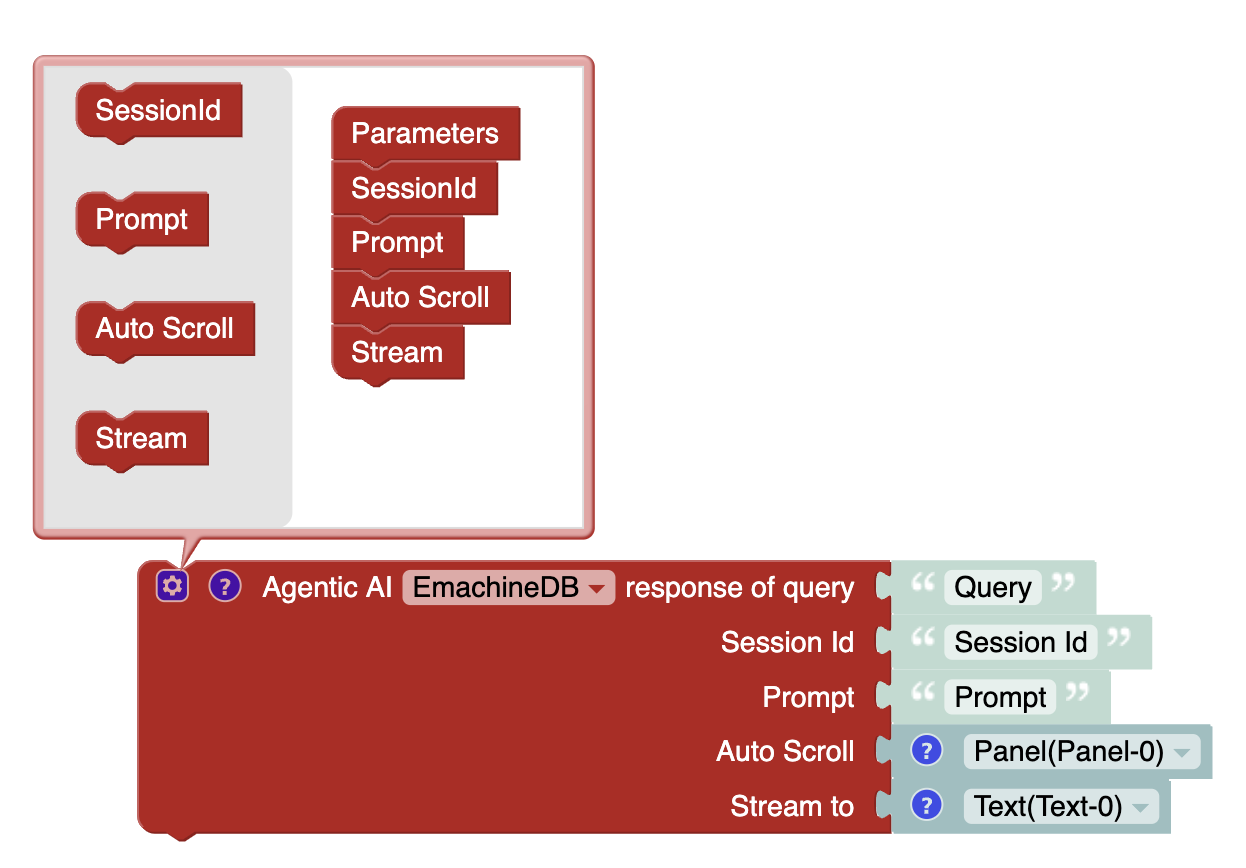 SessionId
Prompt
Auto Scroll
Stream
Parameters
SessionId
Prompt
Auto Scroll
Stream
? Agentic AI EmachineDB response of query “ Query ”
Session Id “ Session Id ”
Prompt “ Prompt ”
Auto Scroll ? Panel(Panel-0)
Stream to ? Text(Text-0)